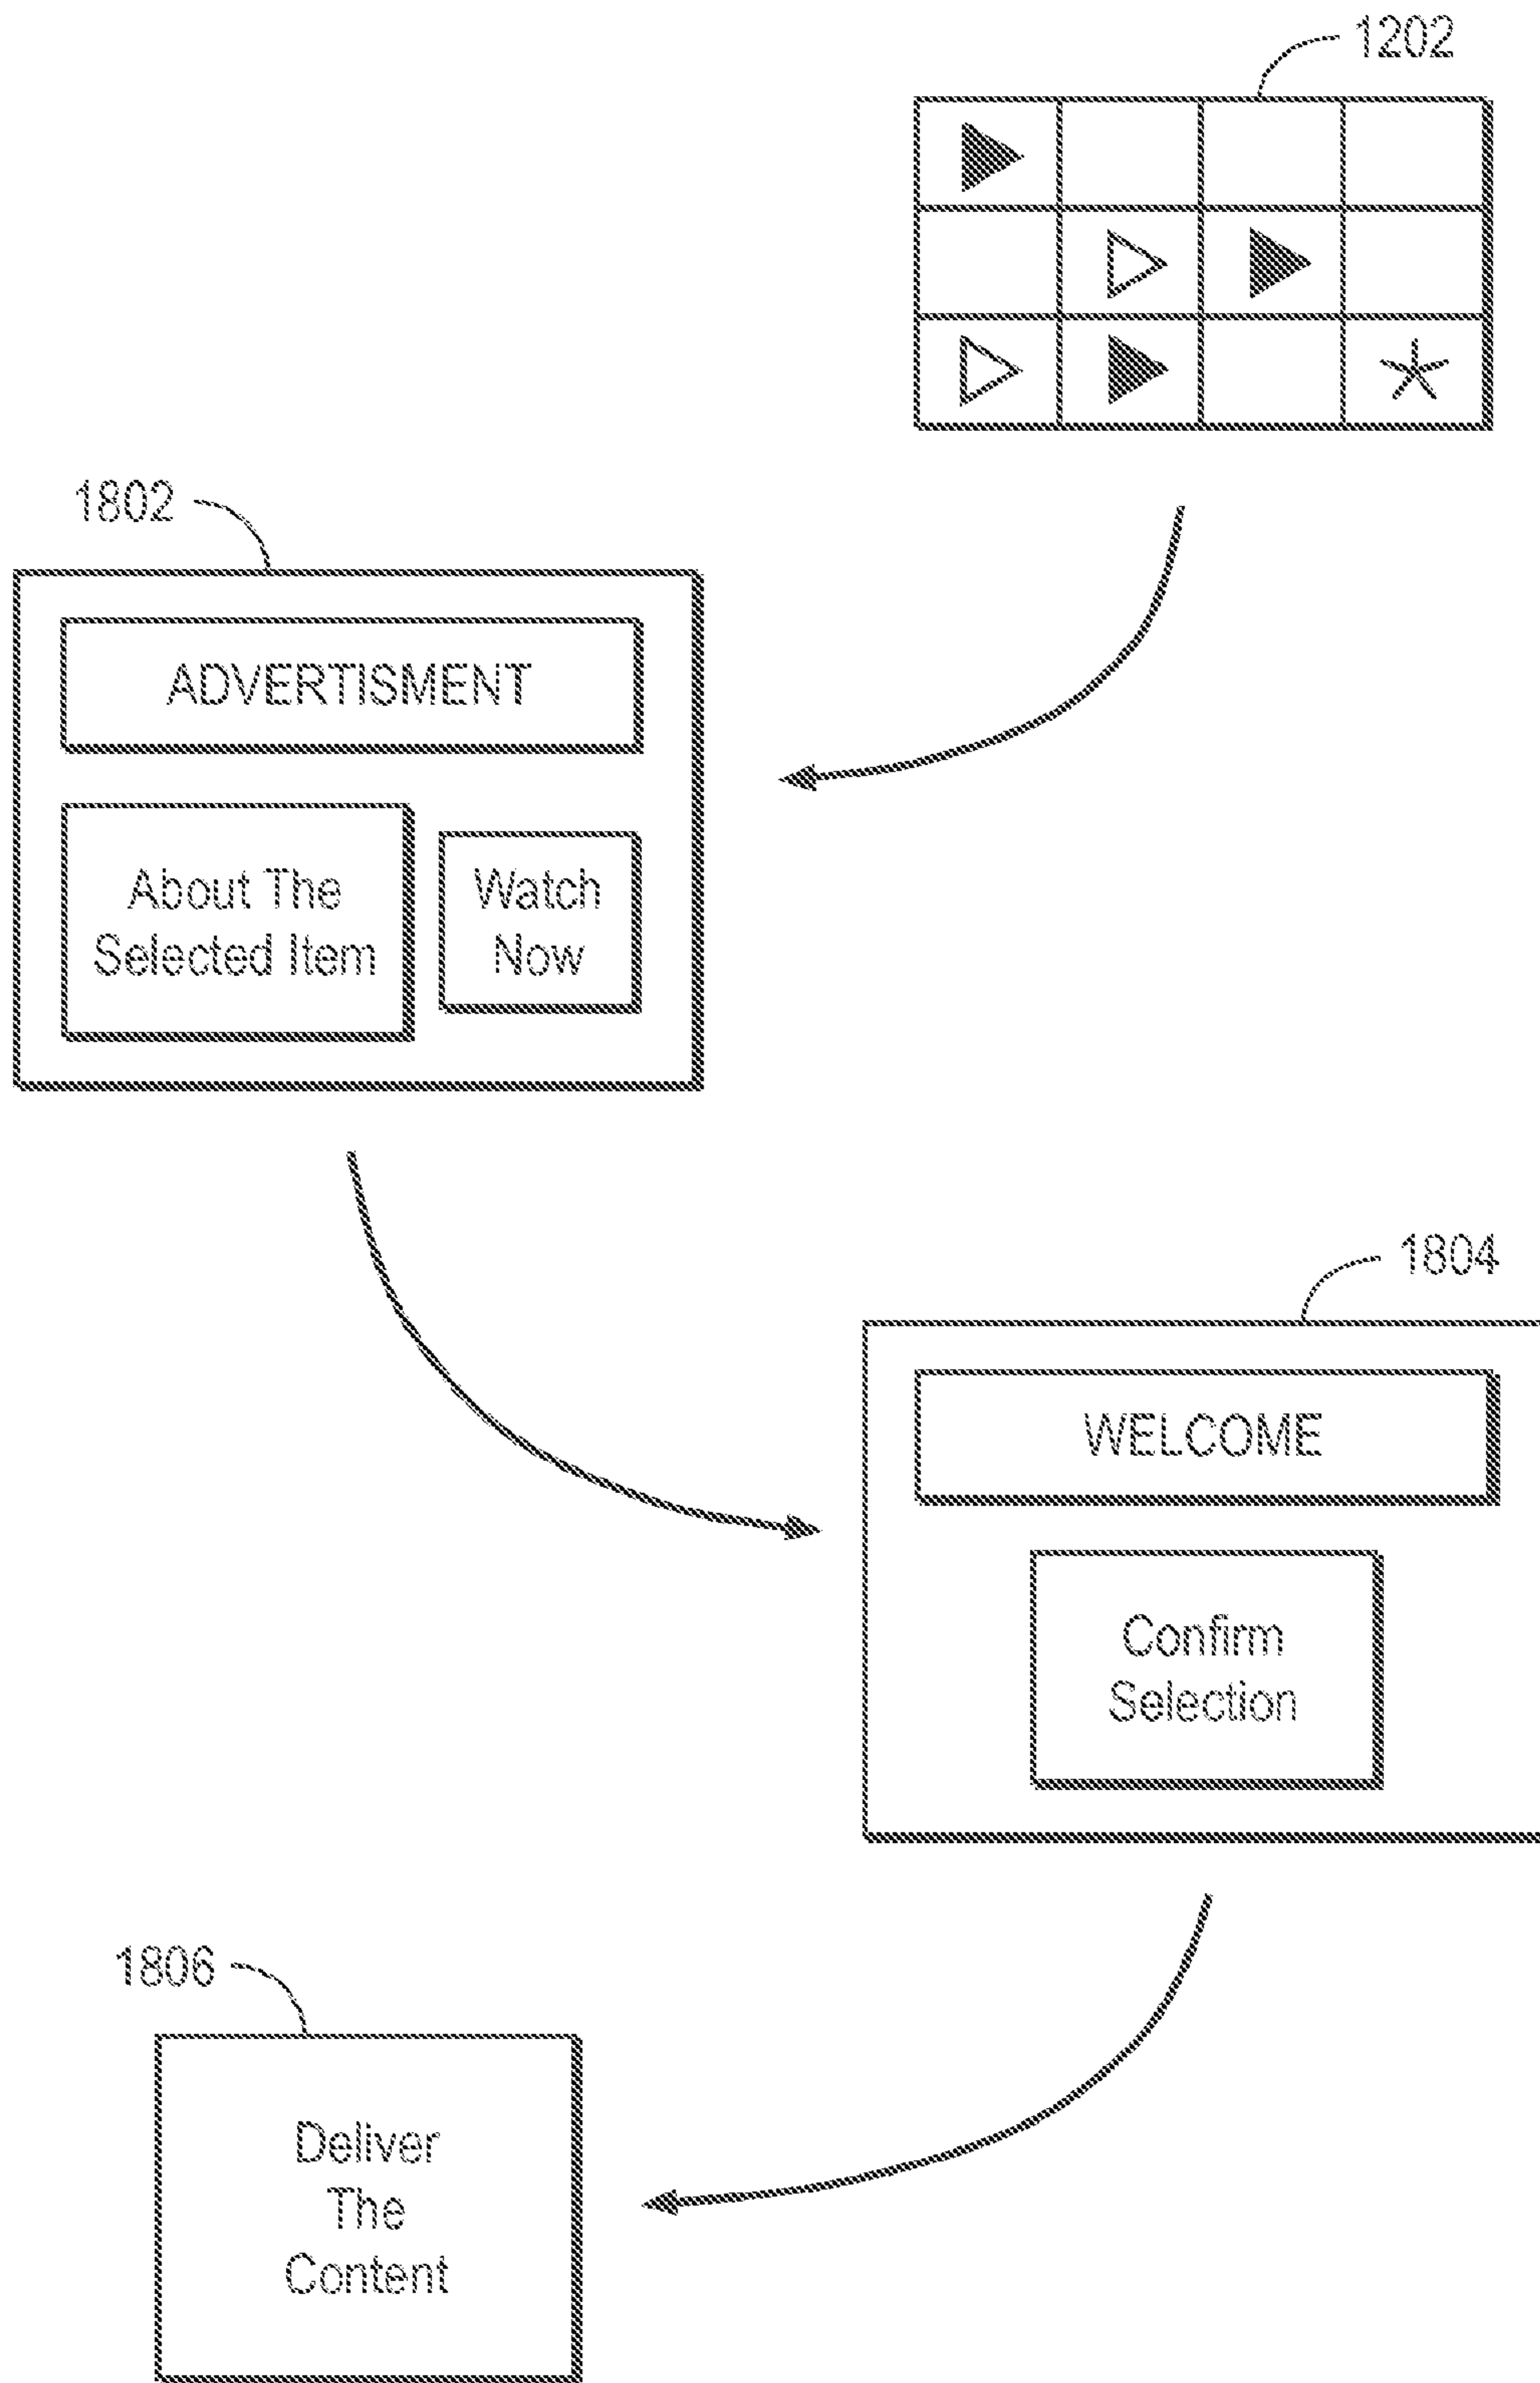 1202
1802
ADVERTISMENT
About The
Selected Item
Watch
Now
1804
WELCOME
Confirm
Selection
1806
Deliver
The
Content